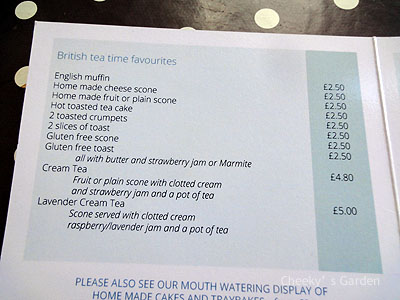 British tea time favourites
English muffin £2.50
Home made cheese scone £2.50
Home made fruit or plain scone £2.50
Hot toasted tea cake £2.50
2 toasted crumpets £2.50
2 slices of toast £2.50
Gluten free scone £2.50
Gluten free toast £2.50
all with butter and strawberry jam or Marmite
Cream Tea £4.80
Fruit or plain scone with clotted cream
and strawberry jam and a pot of tea
Lavender Cream Tea £5.00
Scone served with clotted cream
raspberry/lavender jam and a pot of tea
PLEASE ALSO SEE OUR MOUTH WATERING DISPLAY OF
HOME MADE CAKES AND TRAYBAKES
Cheeky's Garden